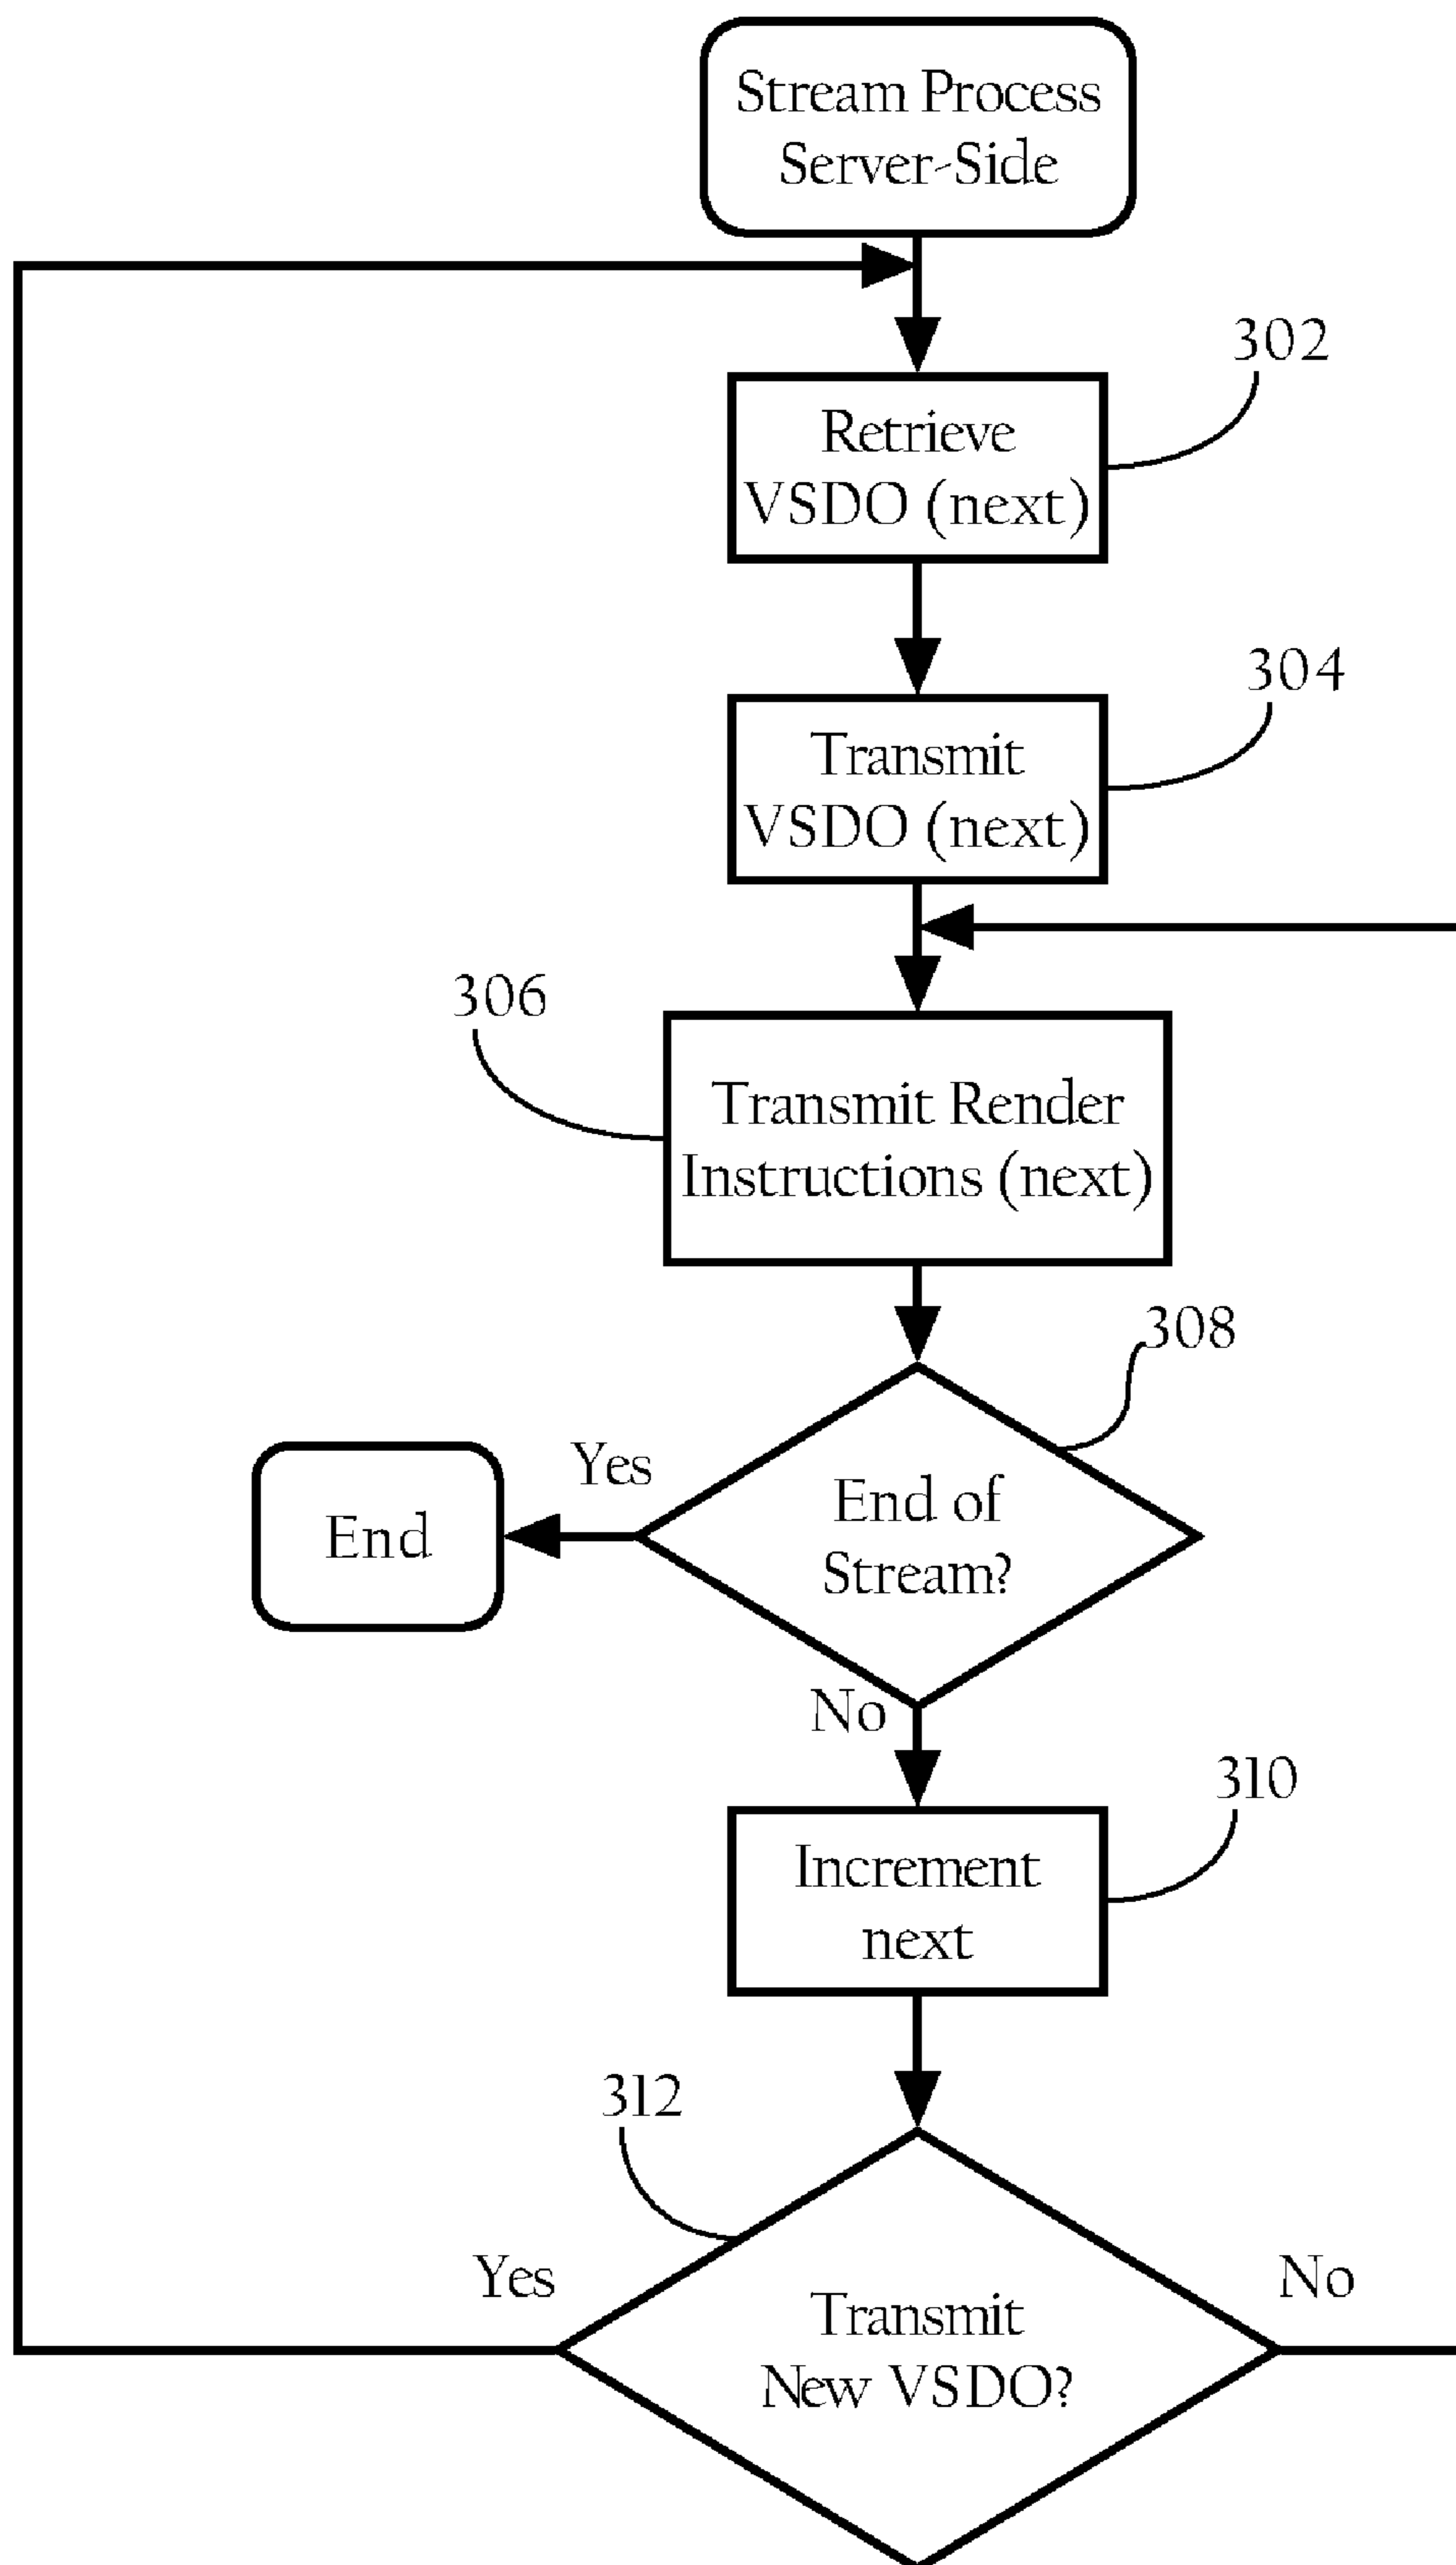 Stream Process
Server-Side
302
Retrieve
VSDO (next)
304
Transmit
VSDO (next)
306
Transmit Render
Instructions (next)
308
Yes
End of
Stream?
End
No
310
Increment
next
312
Yes
No
Transmit
New VSDO?